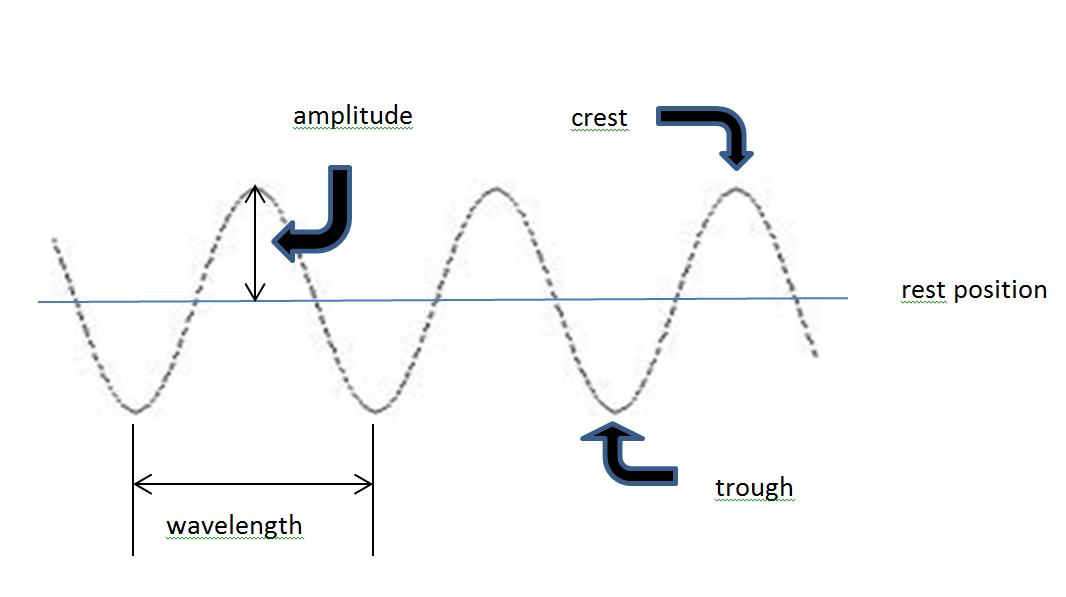 amplitude
crest
rest position
trough
wavelength